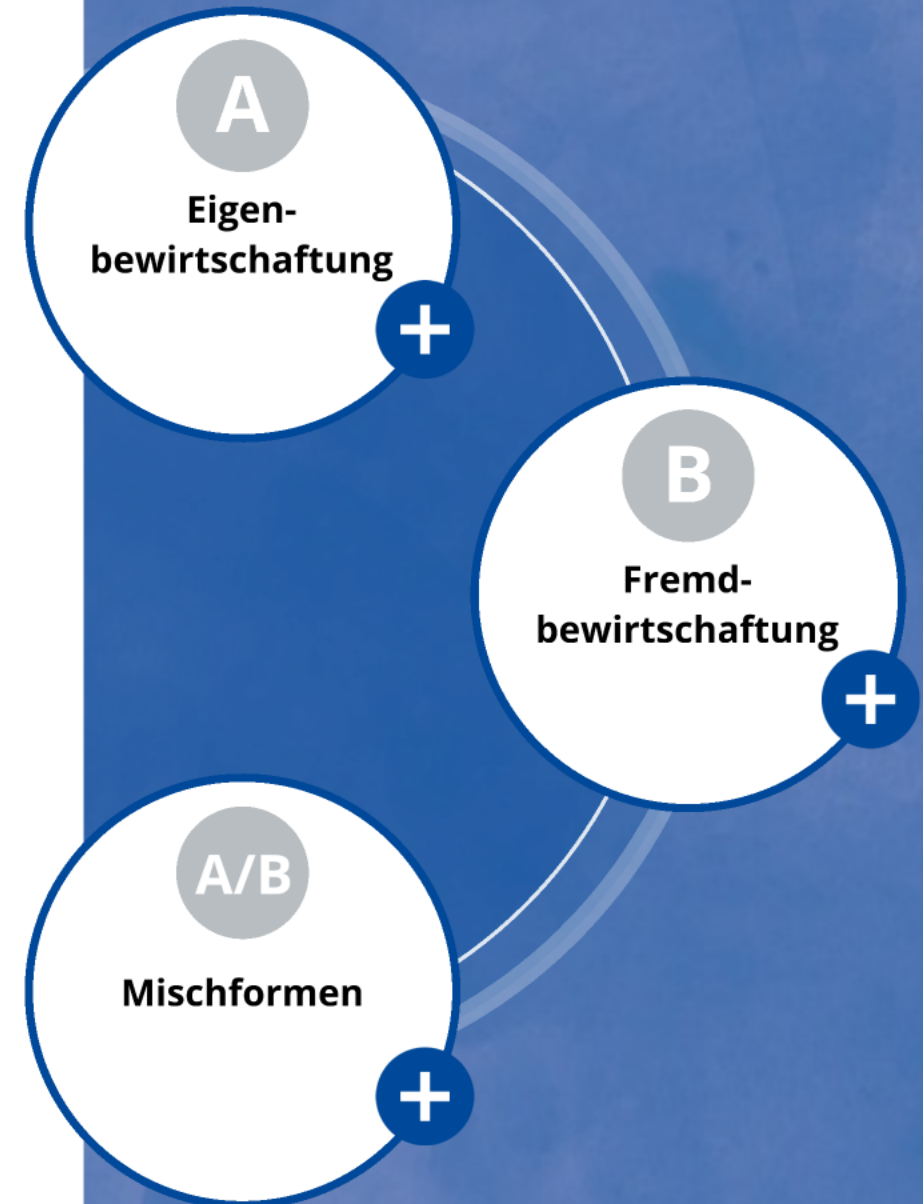 A
Eigen-
bewirtschaftung
+
B
Fremd-
bewirtschaftung
+
A/B
Mischformen
+